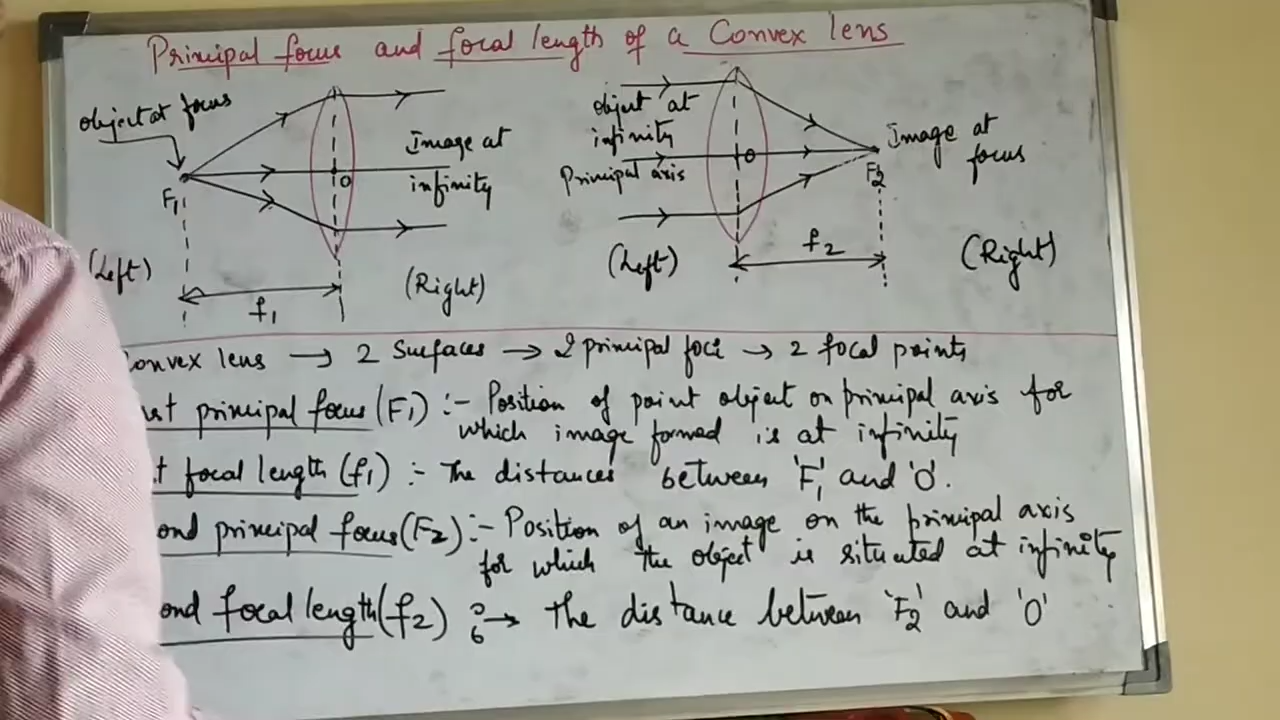 Principal focus and focal length of a Convex lens
object at focus
F1
O
Image at
infinity
(Left)
(Right)
f1
object at
infinity
Principal axis
O
Image at
focus
F2
(Left)
f2
(Right)
onvex lens → 2 Surfaces → 2 principal foci → 2 focal points
st principal focus (F1) :- Position of point object on principal axis for
which image formed is at infinity
t focal length (f1) :- The distances between 'F1' and 'O'.
ond principal focus (F2) :- Position of an image on the principal axis
for which the object is situated at infinity
ond focal length (f2) :→ The distance between 'F2' and 'O'